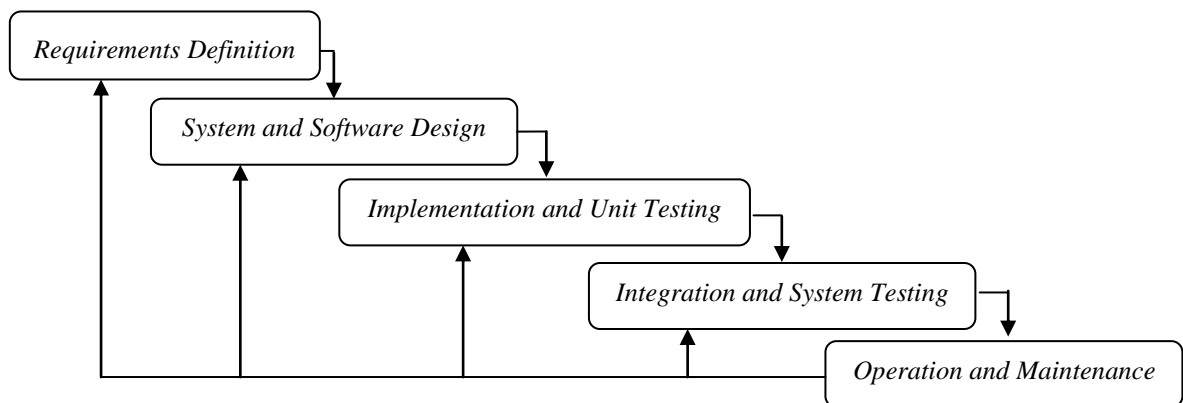 Requirements Definition
System and Software Design
Implementation and Unit Testing
Integration and System Testing
Operation and Maintenance